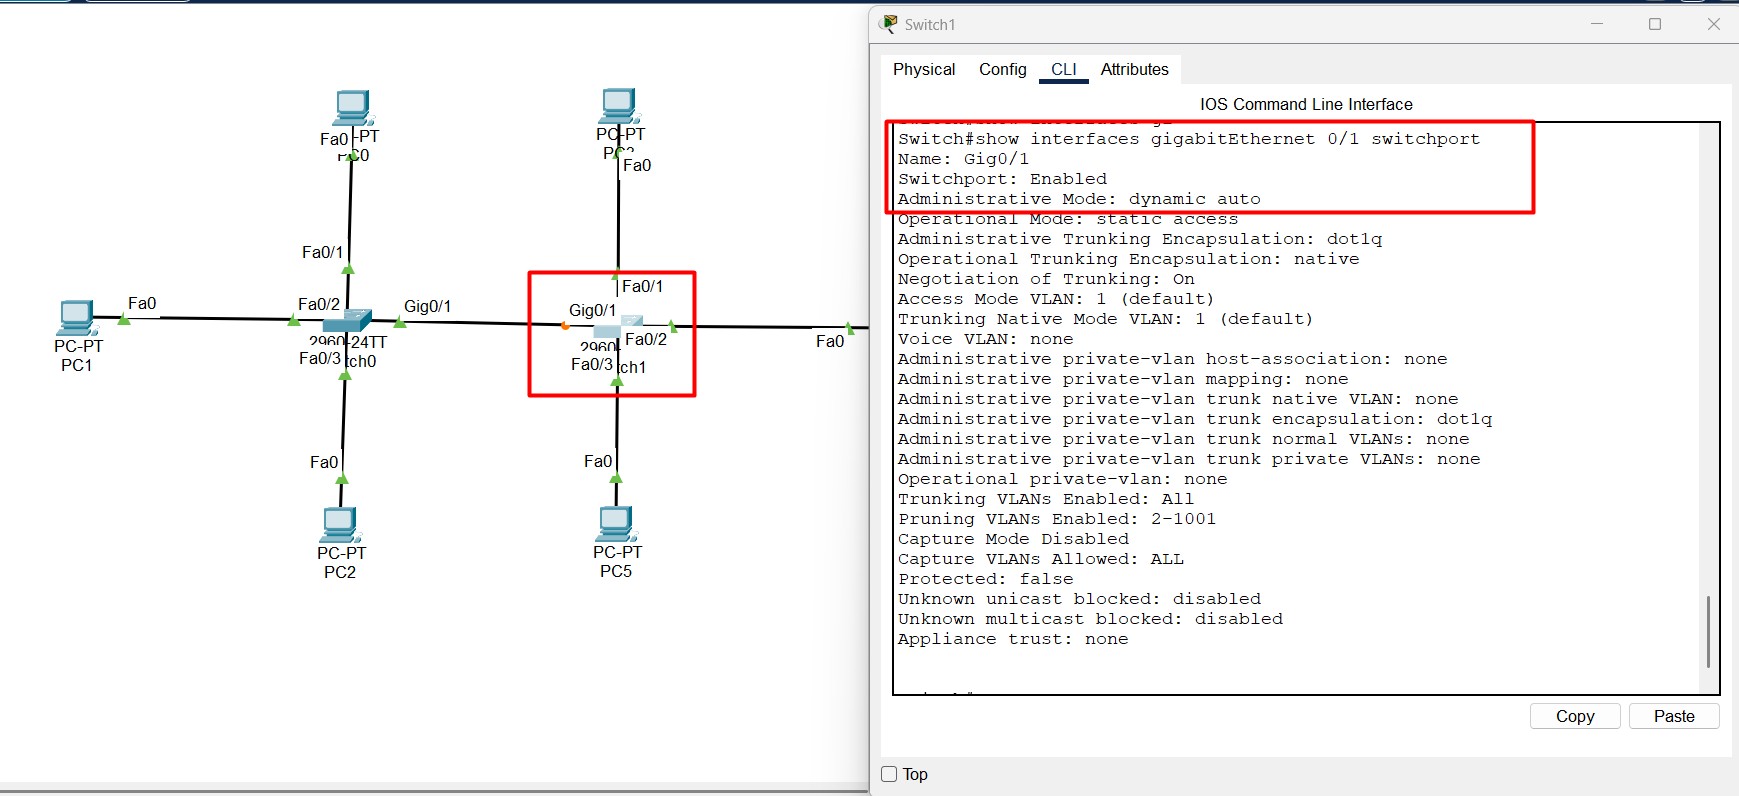 Fa0
-PT
PC-PT
Fa0
Fa0/1
Fa0
Fa0/2
Gig0/1
PC-PT
PC1
2960-24TT
Fa0/3
tch0
Fa0/1
Gig0/1
Fa0/2
2960-
Fa0/3
tch1
Fa0
Fa0
Fa0
PC-PT
PC2
PC-PT
PC5
Switch1
Physical Config CLI Attributes
IOS Command Line Interface
Switch#show interfaces gigabitEthernet 0/1 switchport
Name: Gig0/1
Switchport: Enabled
Administrative Mode: dynamic auto
Operational Mode: static access
Administrative Trunking Encapsulation: dot1q
Operational Trunking Encapsulation: native
Negotiation of Trunking: On
Access Mode VLAN: 1 (default)
Trunking Native Mode VLAN: 1 (default)
Voice VLAN: none
Administrative private-vlan host-association: none
Administrative private-vlan mapping: none
Administrative private-vlan trunk native VLAN: none
Administrative private-vlan trunk encapsulation: dot1q
Administrative private-vlan trunk normal VLANs: none
Administrative private-vlan trunk private VLANs: none
Operational private-vlan: none
Trunking VLANs Enabled: All
Pruning VLANs Enabled: 2-1001
Capture Mode Disabled
Capture VLANs Allowed: ALL
Protected: false
Unknown unicast blocked: disabled
Unknown multicast blocked: disabled
Appliance trust: none
Copy Paste
Top